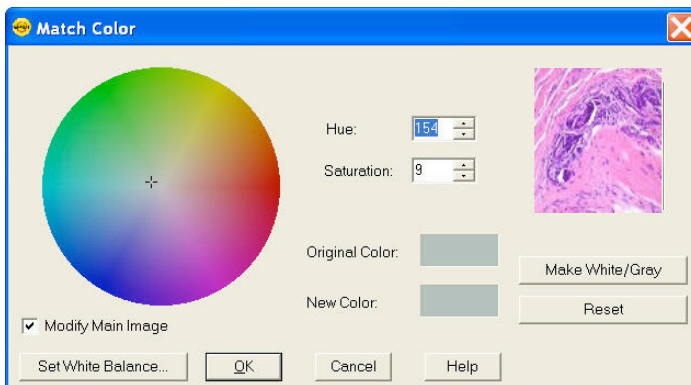 Match Color
Hue: 154
Saturation: 9
Original Color:
New Color:
Make White/Gray
Reset
Modify Main Image
Set White Balance...
OK
Cancel
Help